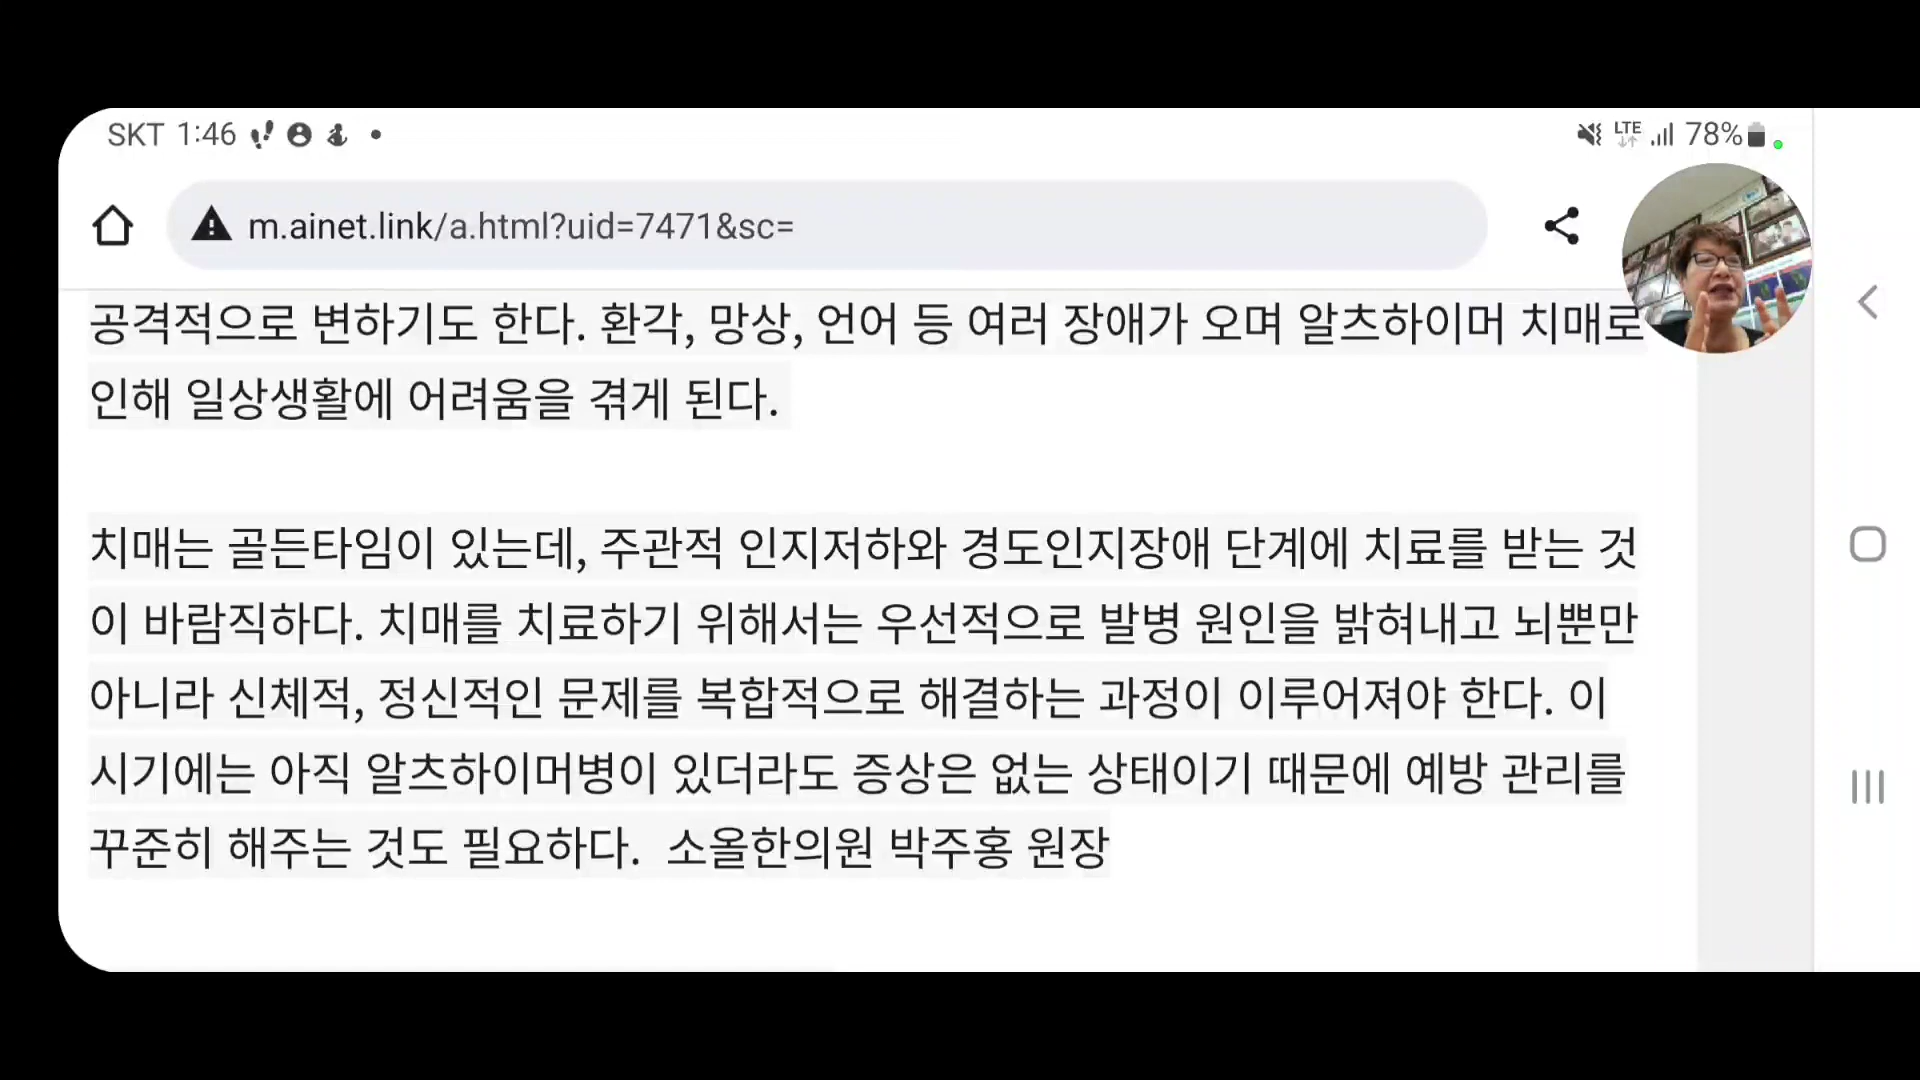 SKT 1:46
LTE 78%
m.ainet.link/a.html?uid=7471&sc=
공격적으로 변하기도 한다. 환각, 망상, 언어 등 여러 장애가 오며 알츠하이머 치매로
인해 일상생활에 어려움을 겪게 된다.
치매는 골든타임이 있는데, 주관적 인지저하와 경도인지장애 단계에 치료를 받는 것
이 바람직하다. 치매를 치료하기 위해서는 우선적으로 발병 원인을 밝혀내고 뇌뿐만
아니라 신체적, 정신적인 문제를 복합적으로 해결하는 과정이 이루어져야 한다. 이
시기에는 아직 알츠하이머병이 있더라도 증상은 없는 상태이기 때문에 예방 관리를
꾸준히 해주는 것도 필요하다. 소올한의원 박주홍 원장